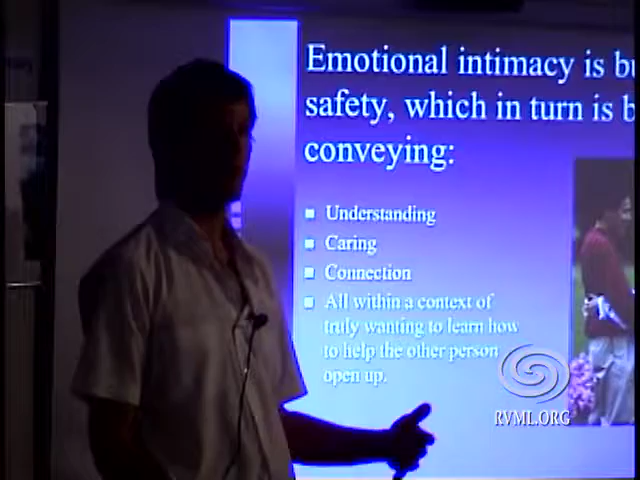 Emotional intimacy is
safety, which in turn is
conveying:
Understanding
Caring
Connection
All within a context of
truly wanting to learn how
to help the other person
open up.
RVML.ORG